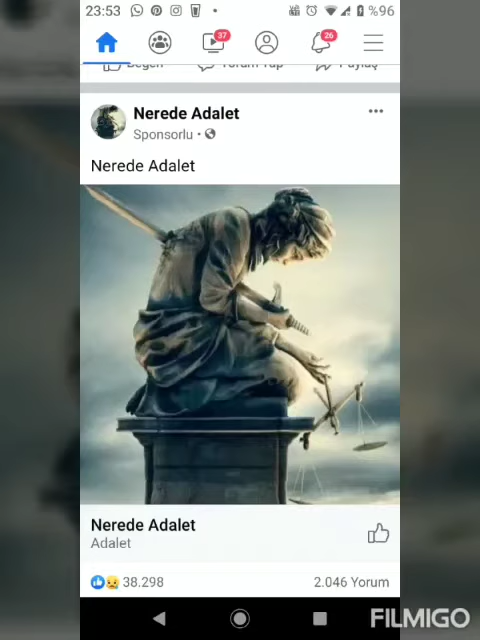 23:53
%96
37
26
Beğen Yorum Yap Paylaş
Nerede Adalet
Sponsorlu
Nerede Adalet
Nerede Adalet
Adalet
38.298 2.046 Yorum
FILMIGO